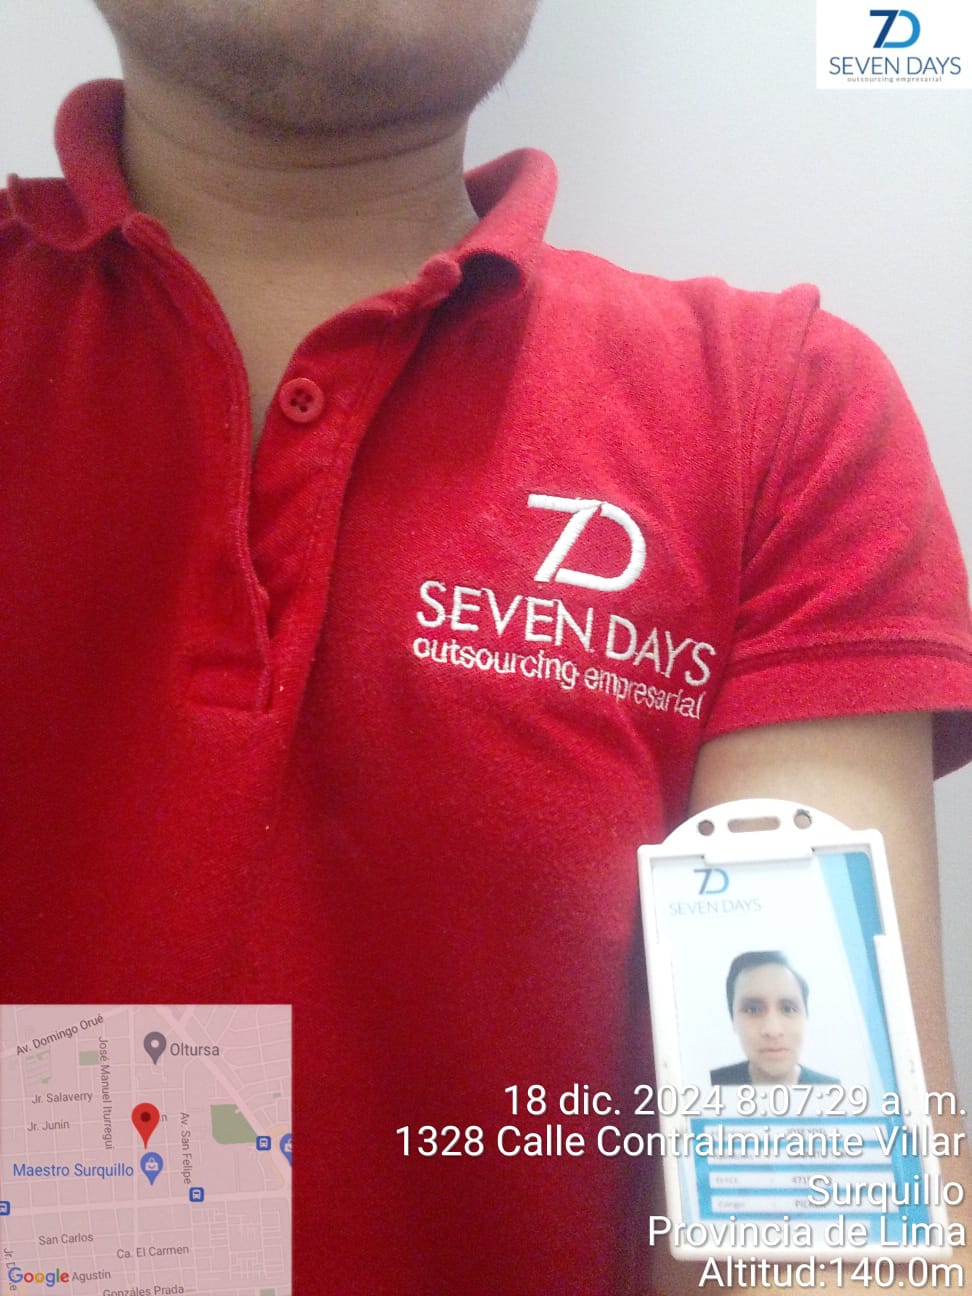 7D
SEVEN DAYS
outsourcing empresarial
7D
SEVEN DAYS
outsourcing empresarial
7D
SEVEN DAYS
18 dic. 2024 8:07:29 a. m.
1328 Calle Contralmirante Villar
Surquillo
Provincia de Lima
Altitud:140.0m
Av. Domingo Orué
Oltursa
José Manuel Iturregui
Jr. Salaverry
Jr. Junín
Av. San Felipe
Maestro Surquillo
San Carlos
Ca. El Carmen
Google
Agustín
Gonzáles Prada